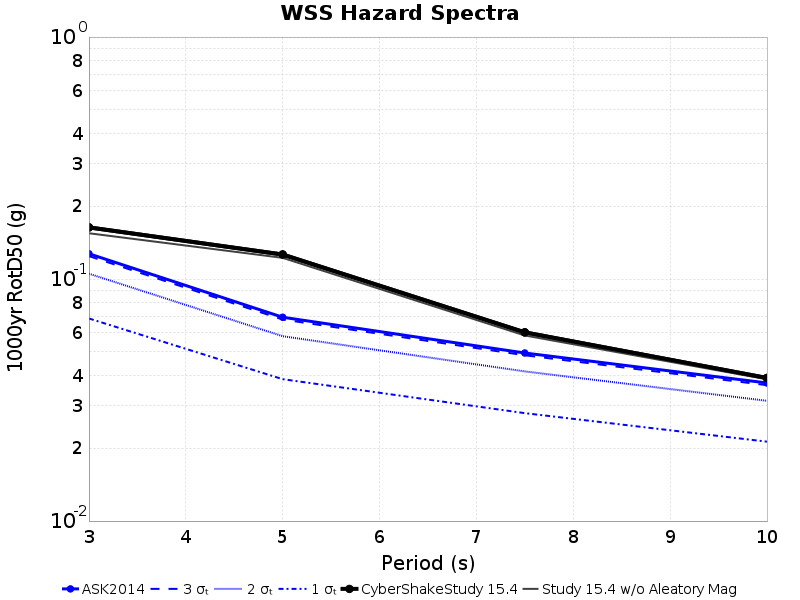 WSS Hazard Spectra
10^0
8
6
4
3
2
10^-1
8
6
4
3
2
10^-2
1000yr RotD50 (g)
3 4 5 6 7 8 9 10
Period (s)
ASK2014 3 σₜ 2 σₜ 1 σₜ CyberShakeStudy 15.4 Study 15.4 w/o Aleatory Mag